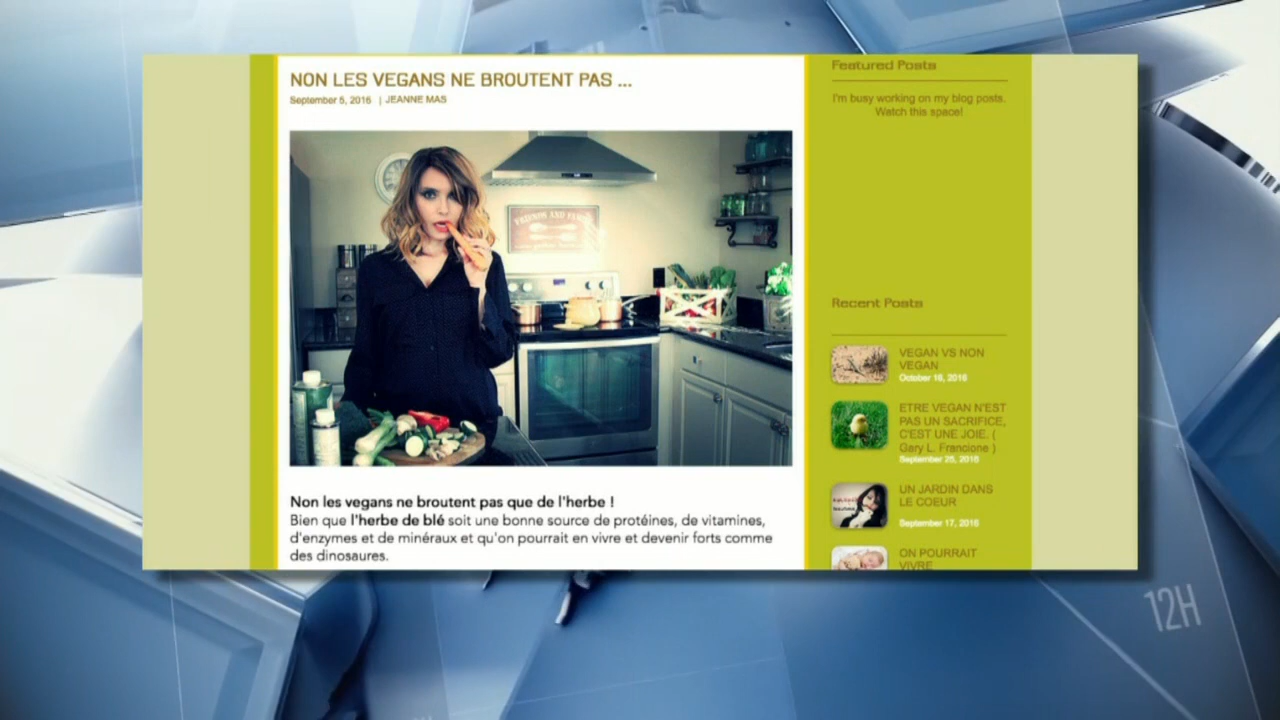 NON LES VEGANS NE BROUTENT PAS ...
September 5, 2016 | JEANNE MAS
Non les vegans ne broutent pas que de l'herbe !
Bien que l'herbe de blé soit une bonne source de protéines, de vitamines,
d'enzymes et de minéraux et qu'on pourrait en vivre et devenir forts comme
des dinosaures.
Featured Posts
I'm busy working on my blog posts.
Watch this space!
Recent Posts
VEGAN VS NON
VEGAN
October 16, 2016
ETRE VEGAN N'EST
PAS UN SACRIFICE,
C'EST UNE JOIE. (
Gary L. Francione )
September 25, 2016
UN JARDIN DANS
LE COEUR
September 17, 2016
ON POURRAIT
VIVRE
12H